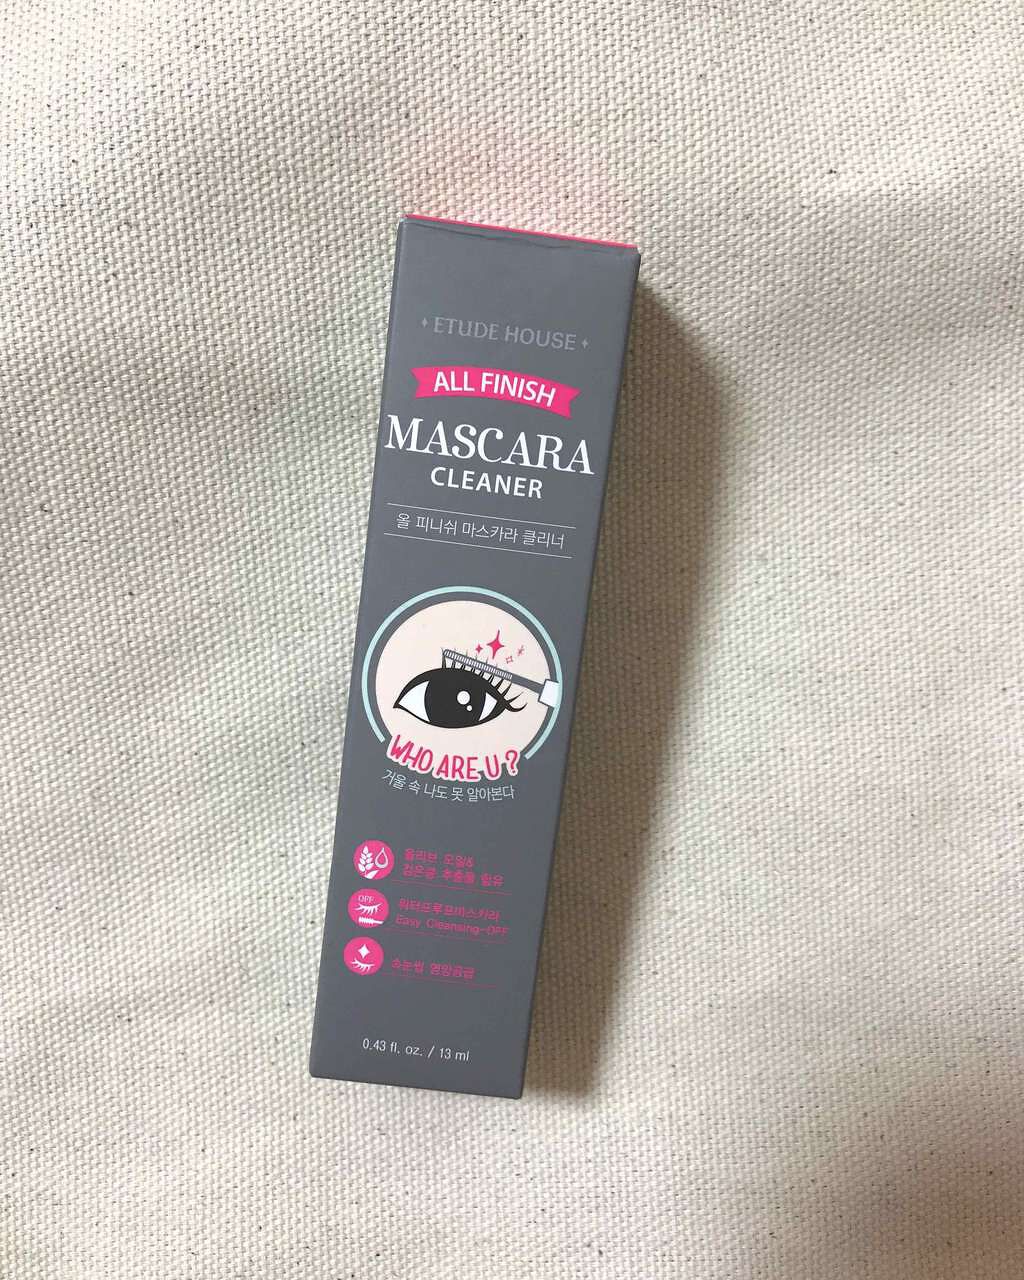 ETUDE HOUSE
ALL FINISH
MASCARA
CLEANER
올 피니쉬 마스카라 클리너
WHO ARE U ?
거울 속 나도 못 알아본다
올리브 오일&
검은콩 추출물 함유
OFF
워터프루프마스카라
Easy Cleansing-OFF
속눈썹 영양공급
0.43 fl. oz. / 13 ml